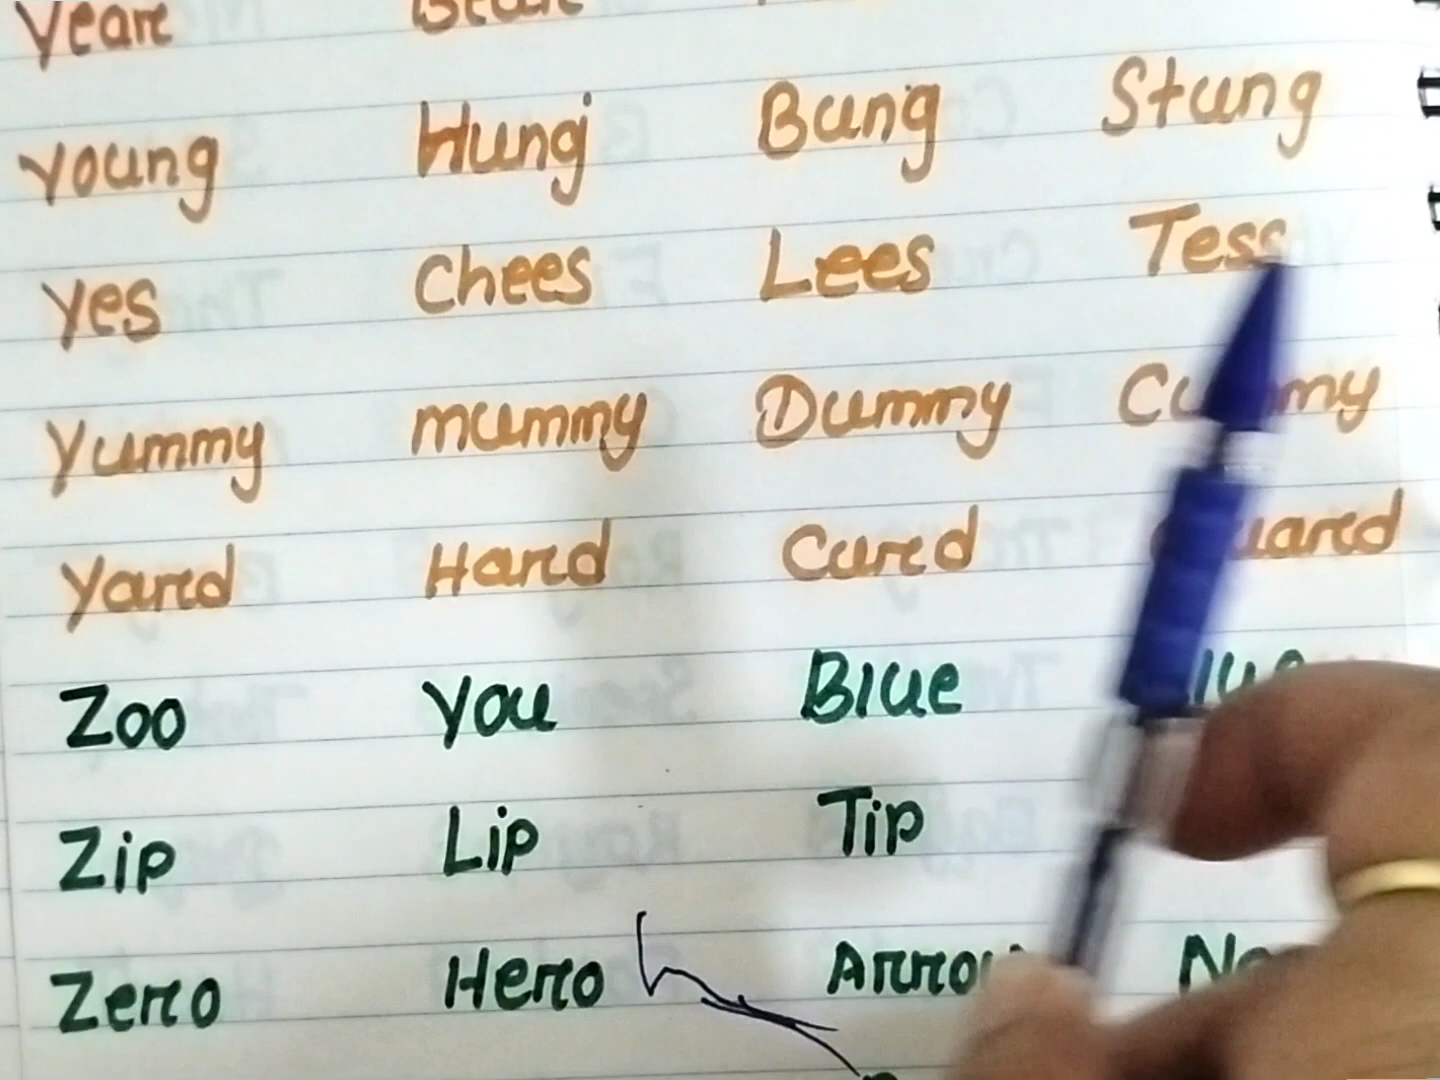 Year
young Hung Bung Stung
yes Chees Lees Tess
Yummy mummy Dummy
Yard Hard Cured
Zoo You Blue
Zip Lip Tip
Zero Hero